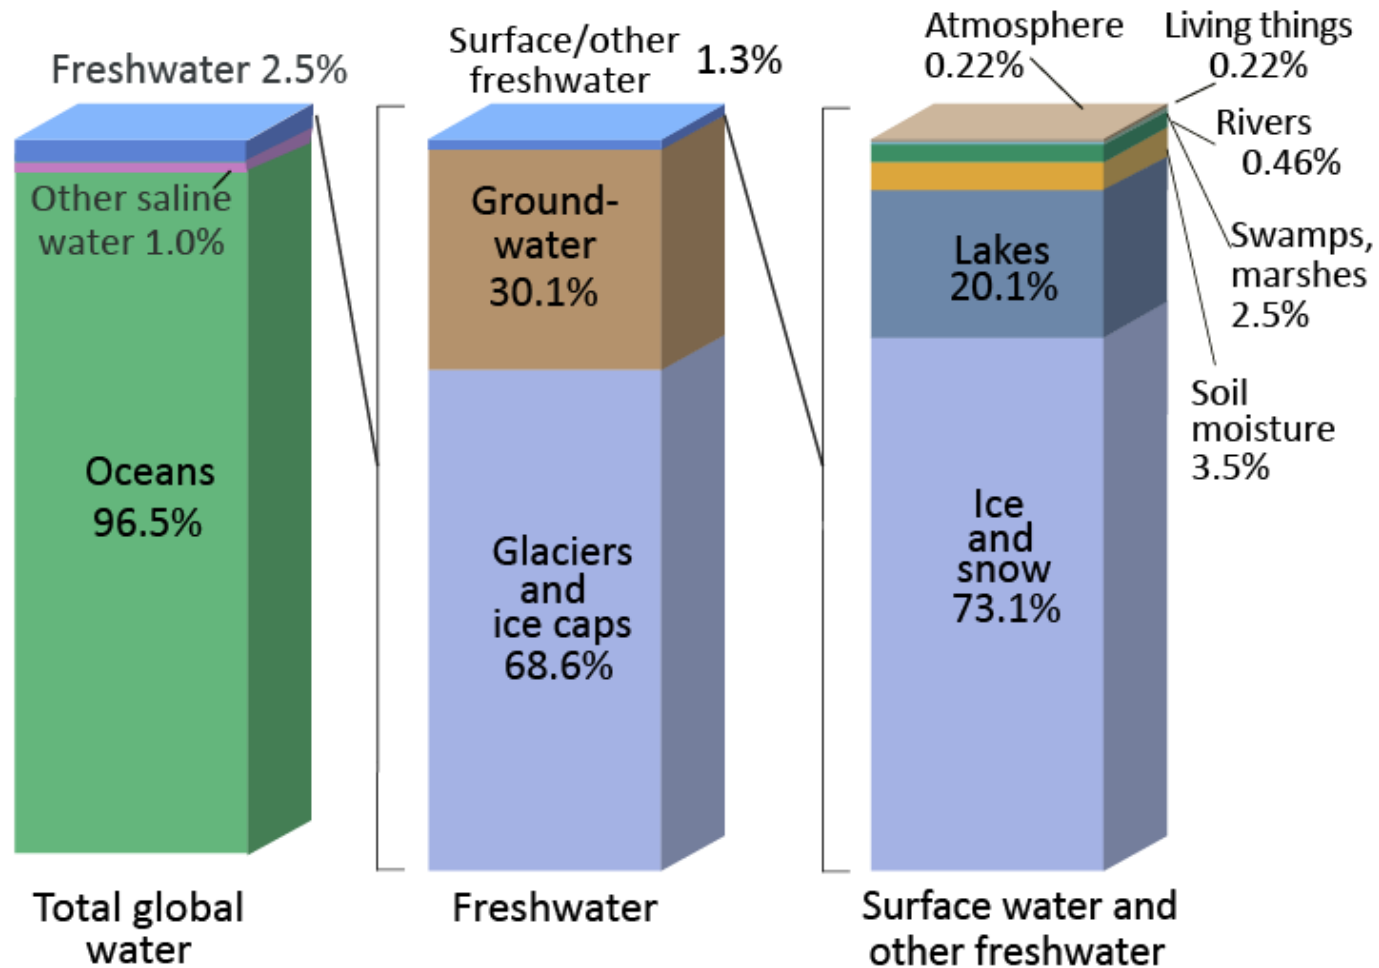 Freshwater 2.5%
Other saline
water 1.0%
Oceans
96.5%
Total global
water
Surface/other
freshwater
1.3%
Ground-
water
30.1%
Glaciers
and
ice caps
68.6%
Freshwater
Atmosphere
0.22%
Living things
0.22%
Rivers
0.46%
Swamps,
marshes
2.5%
Soil
moisture
3.5%
Lakes
20.1%
Ice
and
snow
73.1%
Surface water and
other freshwater